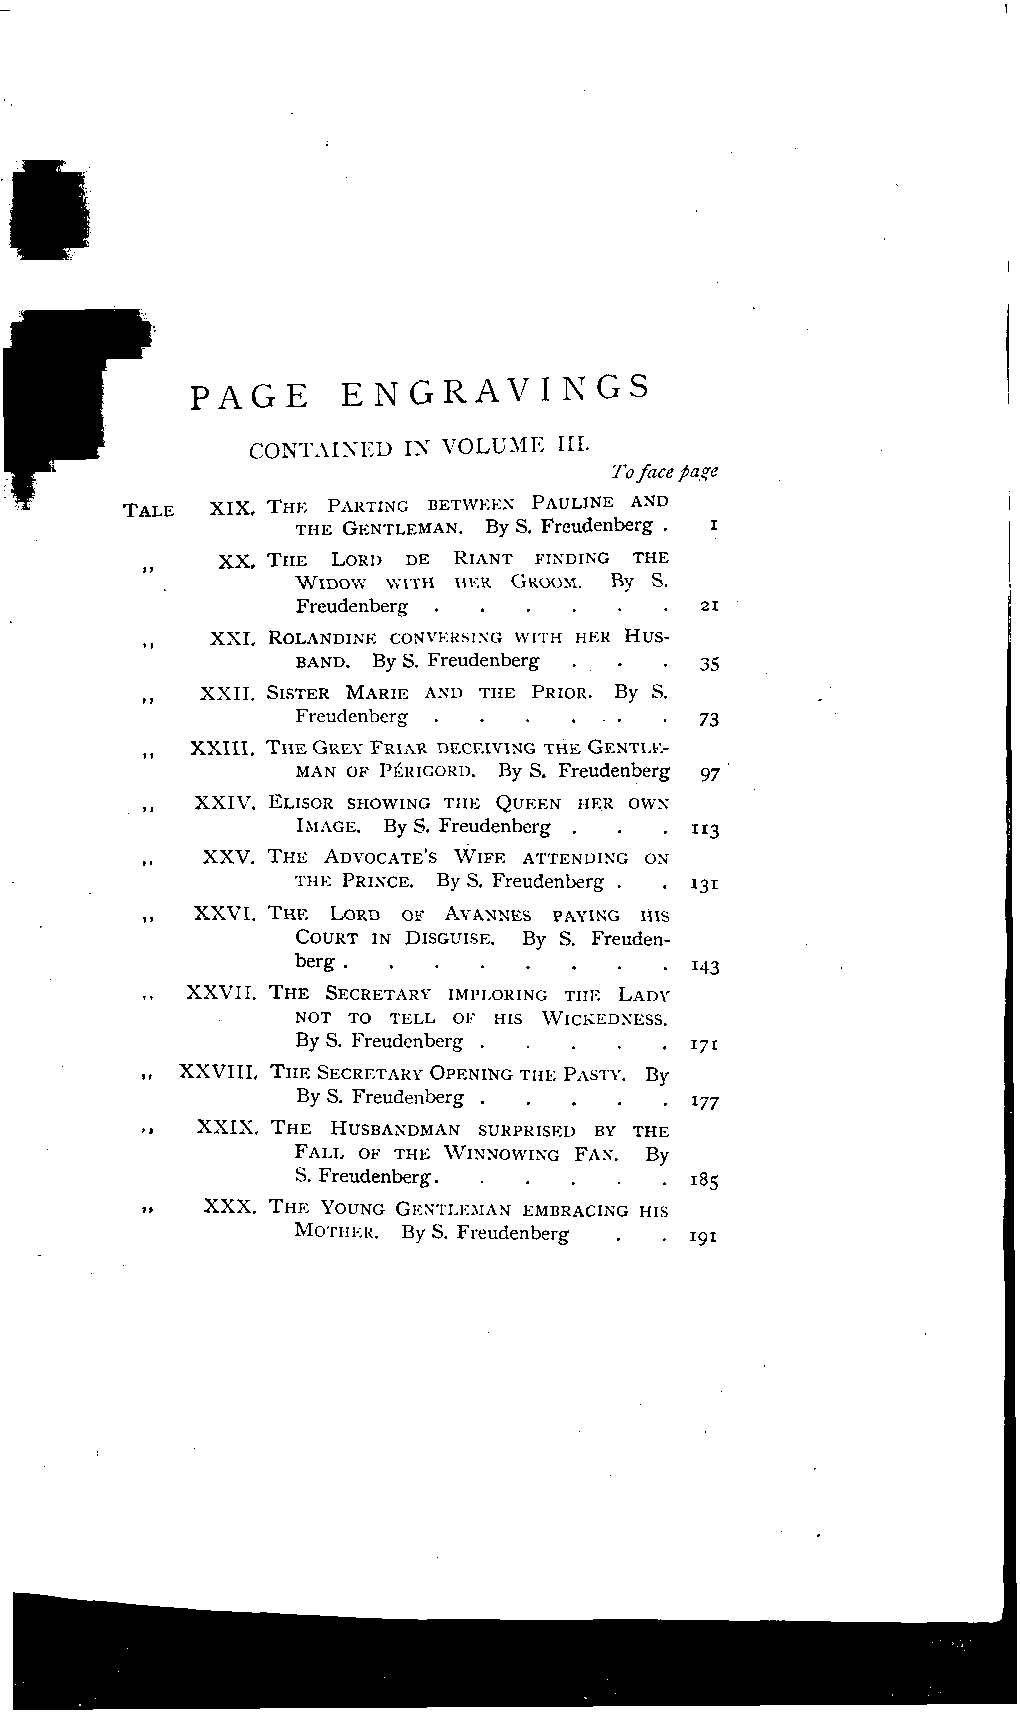 PAGE ENGRAVINGS
CONTAINED IN VOLUME III.
To face page
TALE XIX. THE PARTING BETWEEN PAULINE AND
THE GENTLEMAN. By S. Freudenberg . 1
,, XX. THE LORD DE RIANT FINDING THE
WIDOW WITH HER GROOM. By S.
Freudenberg . . . . . . 21
,, XXI. ROLANDINE CONVERSING WITH HER HUS-
BAND. By S. Freudenberg . . . 35
,, XXII. SISTER MARIE AND THE PRIOR. By S.
Freudenberg . . . . . . 73
,, XXIII. THE GREY FRIAR DECEIVING THE GENTLE-
MAN OF PÉRIGORD. By S. Freudenberg 97
,, XXIV. ELISOR SHOWING THE QUEEN HER OWN
IMAGE. By S. Freudenberg . . . 113
,, XXV. THE ADVOCATE'S WIFE ATTENDING ON
THE PRINCE. By S. Freudenberg . . 131
,, XXVI. THE LORD OF AVANNES PAYING HIS
COURT IN DISGUISE. By S. Freuden-
berg . . . . . . . . 143
,, XXVII. THE SECRETARY IMPLORING THE LADY
NOT TO TELL OF HIS WICKEDNESS.
By S. Freudenberg . . . . . 171
,, XXVIII. THE SECRETARY OPENING THE PASTY. By
By S. Freudenberg . . . . . 177
,, XXIX. THE HUSBANDMAN SURPRISED BY THE
FALL OF THE WINNOWING FAN. By
S. Freudenberg . . . . . . 185
,, XXX. THE YOUNG GENTLEMAN EMBRACING HIS
MOTHER. By S. Freudenberg . . 191